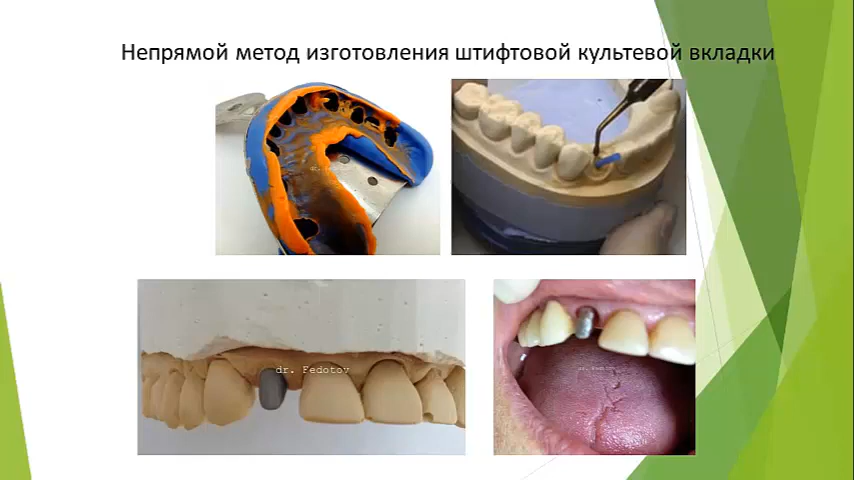 Непрямой метод изготовления штифтовой культевой вкладки
dr. Fedotov